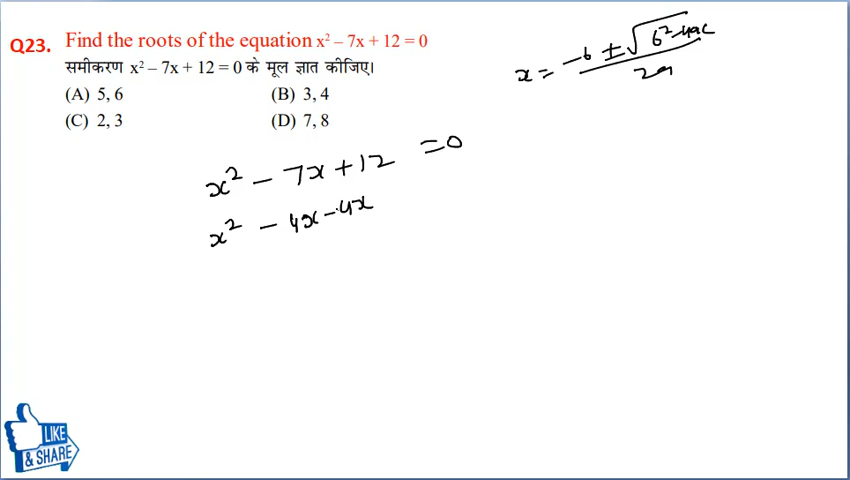 Q23. Find the roots of the equation x² – 7x + 12 = 0
समीकरण x² – 7x + 12 = 0 के मूल ज्ञात कीजिए।
(A) 5, 6 (B) 3, 4
(C) 2, 3 (D) 7, 8
x = -b ± √b²-4ac / 2a
x² - 7x + 12 = 0
x² - 4x - 4x
LIKE
& SHARE